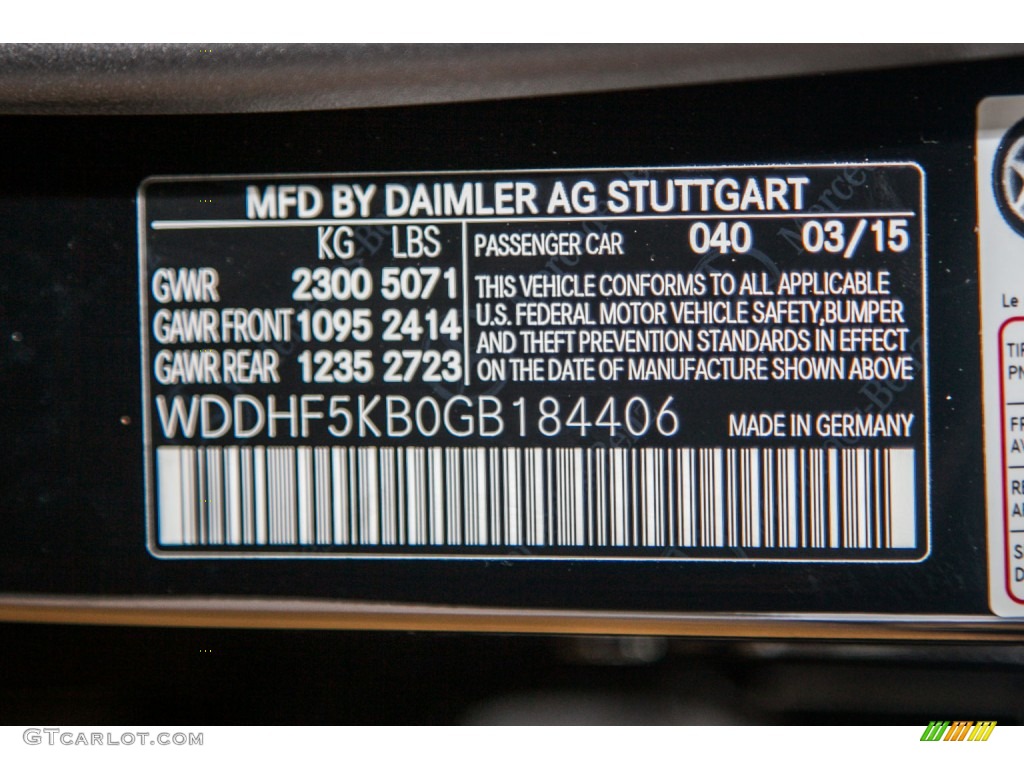 MFD BY DAIMLER AG STUTTGART
KG LBS
GWR 2300 5071
GAWR FRONT 1095 2414
GAWR REAR 1235 2723
PASSENGER CAR 040 03/15
THIS VEHICLE CONFORMS TO ALL APPLICABLE
U.S. FEDERAL MOTOR VEHICLE SAFETY,BUMPER
AND THEFT PREVENTION STANDARDS IN EFFECT
ON THE DATE OF MANUFACTURE SHOWN ABOVE
WDDHF5KB0GB184406 MADE IN GERMANY
Le
GTCARLOT.COM